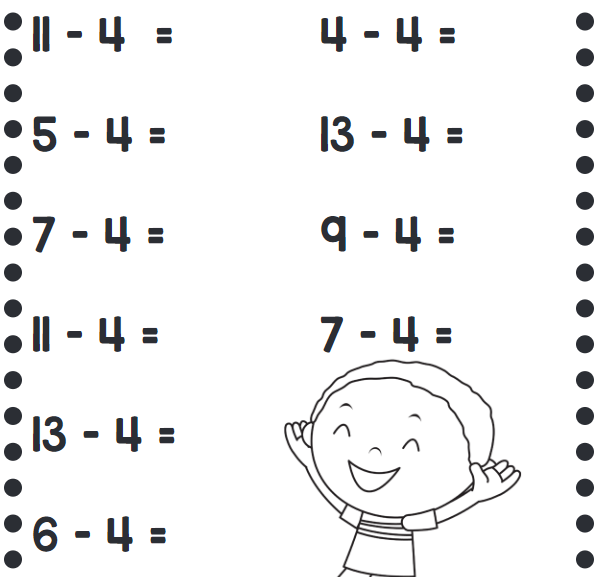 11 - 4 =
4 - 4 =
5 - 4 =
13 - 4 =
7 - 4 =
9 - 4 =
11 - 4 =
7 - 4 =
13 - 4 =
6 - 4 =